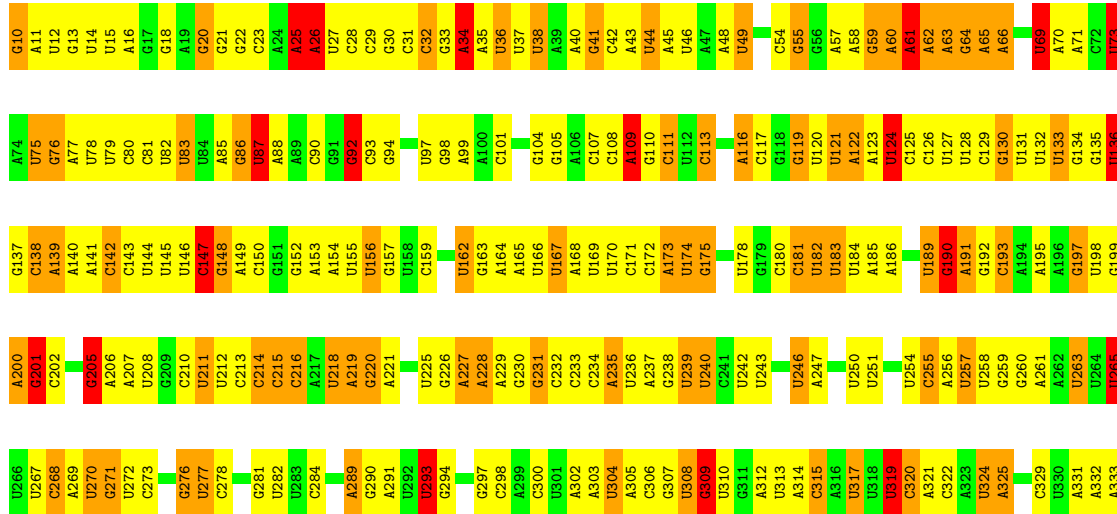 G10 A11 U12 G13 U14 U15 A16 G17 G18 A19 G20 G21 G22 C23 A24 A25 A26 U27 C28 C29 G30 C31 C32 G33 A34 A35 U36 U37 U38 A39 A40 G41 C42 A43 U44 A45 U46 A47 A48 U49 C54 G55 G56 A57 A58 G59 A60 A61 A62 A63 G64 A65 A66 U69 A70 A71 C72 U73
A74 U75 G76 A77 U78 U79 C80 C81 U82 U83 U84 A85 G86 U87 A88 A89 C90 G91 G92 C93 G94 U97 G98 A99 A100 C101 G104 G105 A106 C107 C108 A109 G110 C111 U112 C113 A116 C117 G118 G119 U120 U121 A122 A123 U124 C125 C126 U127 U128 C129 G130 U131 U132 U133 G134 G135 U136
G137 C138 A139 A140 A141 C142 C143 U144 U145 U146 C147 G148 A149 C150 G151 G152 A153 A154 U155 U156 G157 U158 C159 U162 G163 A164 A165 U166 U167 A168 U169 U170 C171 C172 A173 U174 G175 U178 G179 C180 C181 U182 U183 U184 A185 A186 U189 G190 A191 G192 C193 A194 A195 A196 G197 U198 G199
A200 G201 C202 G205 A206 A207 U208 G209 C210 U211 U212 C213 C214 C215 C216 A217 U218 A219 G220 A221 U225 G226 A227 A228 A229 G230 G231 C232 C233 C234 A235 U236 A237 G238 U239 U240 C241 U242 U243 U246 A247 U250 U251 U254 C255 A256 U257 U258 G259 G260 A261 A262 U263 U264 U265
U266 U267 C268 A269 U270 G271 U272 C273 G276 U277 C278 G281 U282 U283 C284 A289 G290 A291 U292 U293 G294 G297 C298 A299 C300 U301 A302 A303 U304 A305 C306 G307 U308 G309 U310 G311 A312 U313 A314 C315 A316 U317 U318 U319 C320 A321 C322 A323 U324 A325 C329 U330 A331 A332 A333